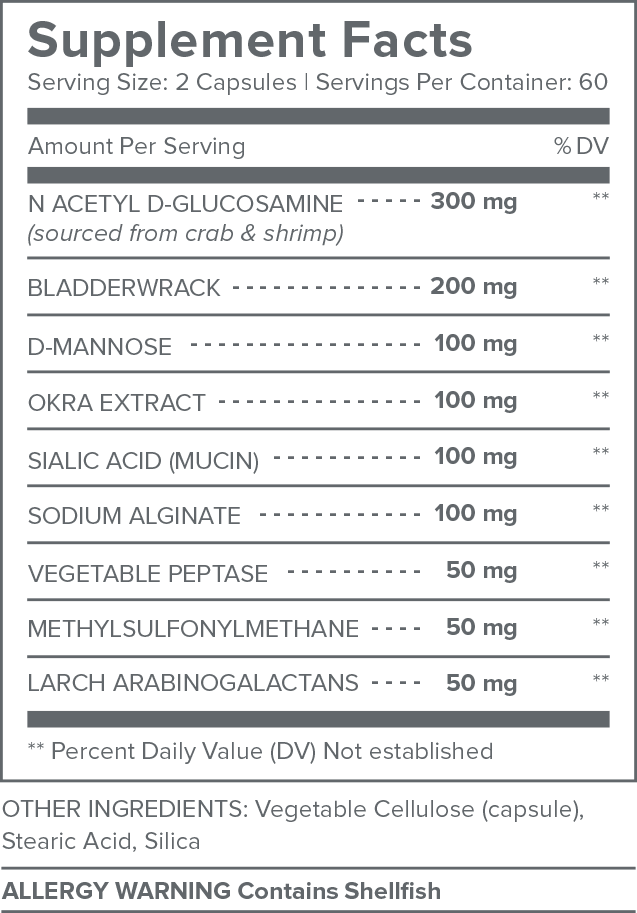 Supplement Facts
Serving Size: 2 Capsules | Servings Per Container: 60
Amount Per Serving % DV
N ACETYL D-GLUCOSAMINE ----- 300 mg **
(sourced from crab & shrimp)
BLADDERWRACK -------------- 200 mg **
D-MANNOSE ----------------- 100 mg **
OKRA EXTRACT --------------- 100 mg **
SIALIC ACID (MUCIN) ----------- 100 mg **
SODIUM ALGINATE ------------ 100 mg **
VEGETABLE PEPTASE ---------- 50 mg **
METHYLSULFONYLMETHANE ---- 50 mg **
LARCH ARABINOGALACTANS ---- 50 mg **
** Percent Daily Value (DV) Not established
OTHER INGREDIENTS: Vegetable Cellulose (capsule),
Stearic Acid, Silica
ALLERGY WARNING Contains Shellfish